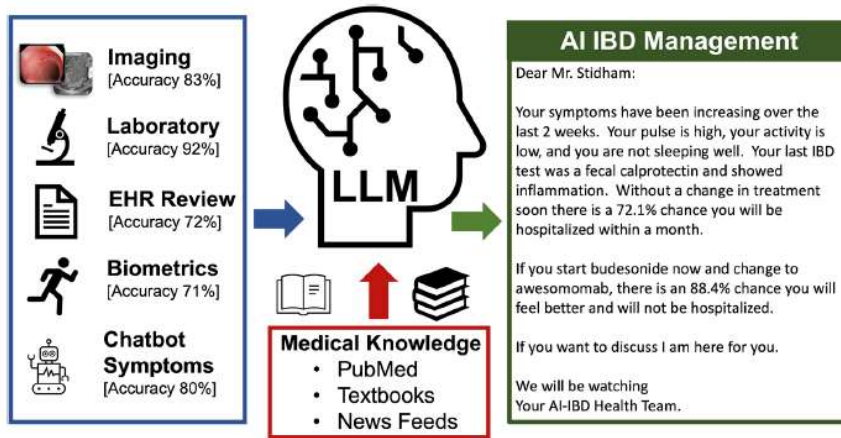 Imaging
[Accuracy 83%]
Laboratory
[Accuracy 92%]
EHR Review
[Accuracy 72%]
Biometrics
[Accuracy 71%]
Chatbot
Symptoms
[Accuracy 80%]
LLM
Medical Knowledge
• PubMed
• Textbooks
• News Feeds
AI IBD Management
Dear Mr. Stidham:
Your symptoms have been increasing over the
last 2 weeks. Your pulse is high, your activity is
low, and you are not sleeping well. Your last IBD
test was a fecal calprotectin and showed
inflammation. Without a change in treatment
soon there is a 72.1% chance you will be
hospitalized within a month.
If you start budesonide now and change to
awesomomab, there is an 88.4% chance you will
feel better and will not be hospitalized.
If you want to discuss I am here for you.
We will be watching
Your AI-IBD Health Team.